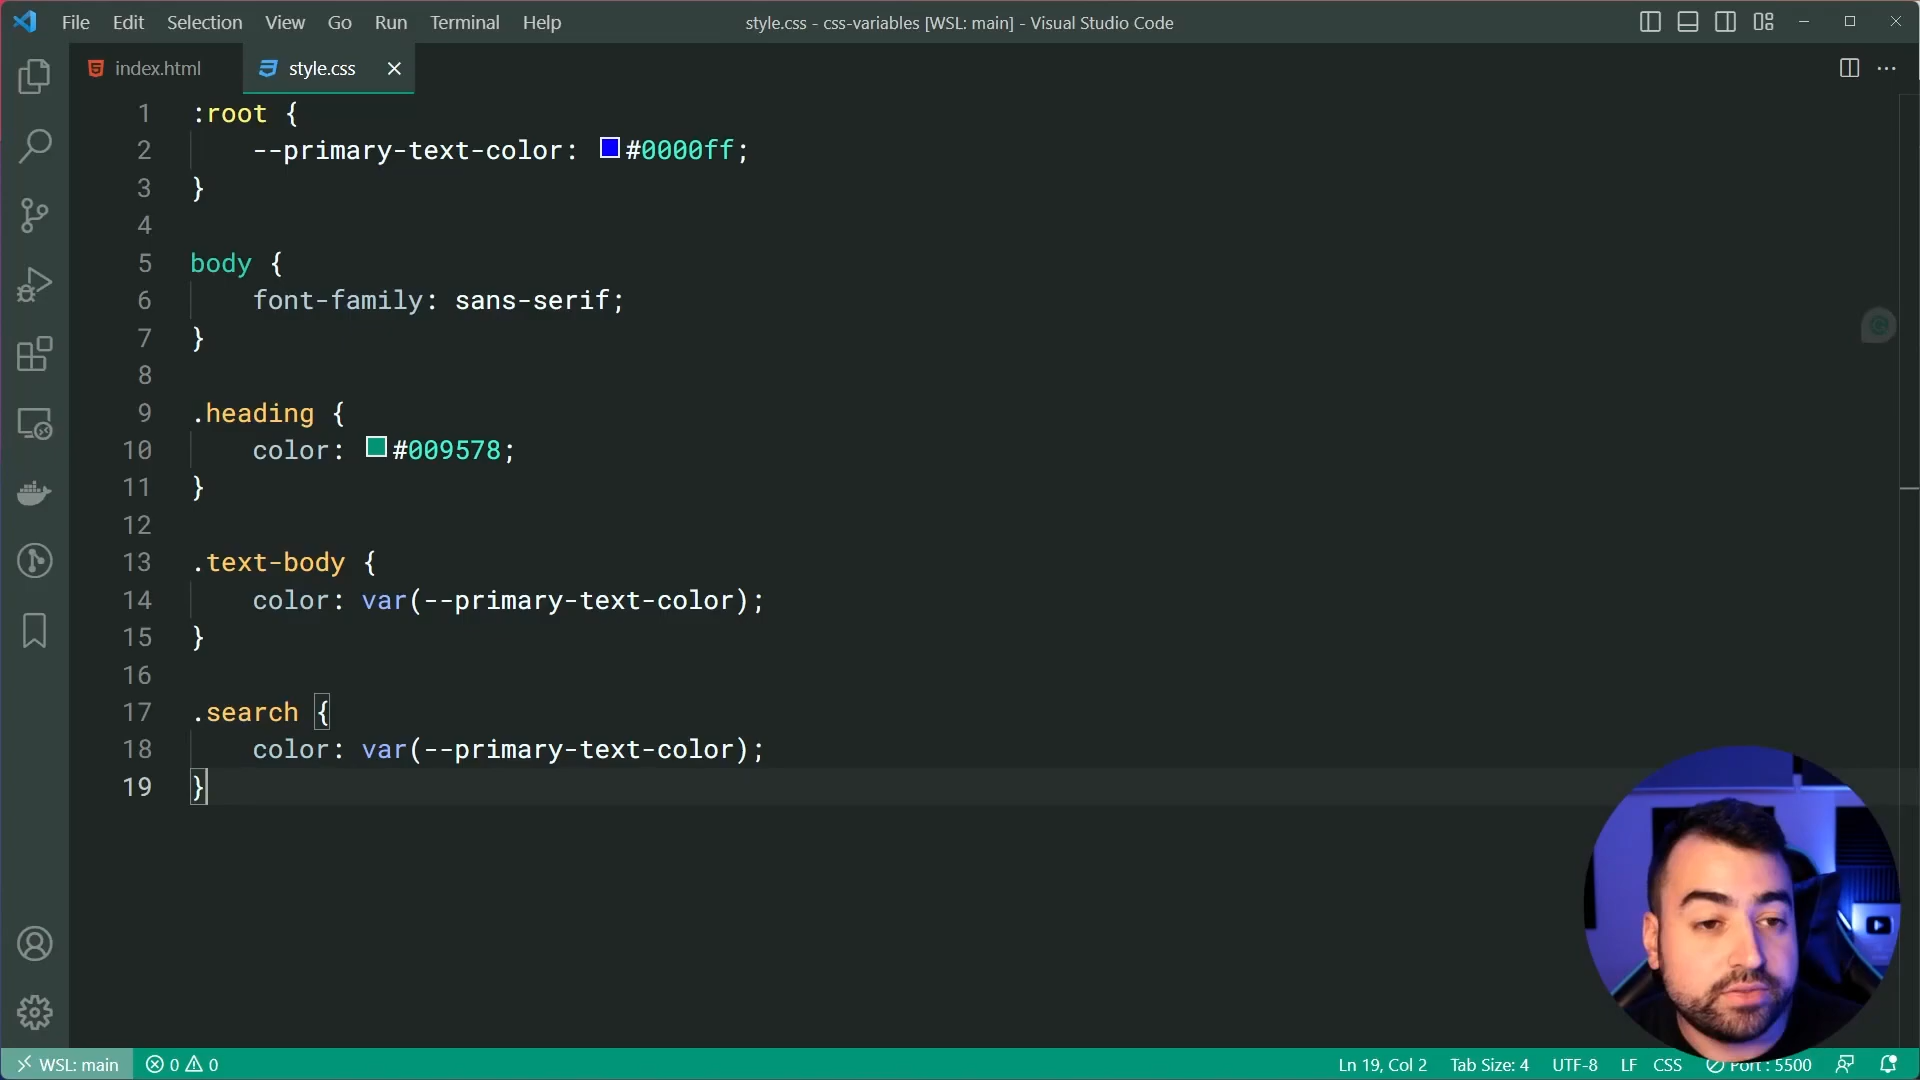 File Edit Selection View Go Run Terminal Help
style.css - css-variables [WSL: main] - Visual Studio Code
index.html
style.css
1 :root {
2 --primary-text-color: #0000ff;
3 }
4
5 body {
6 font-family: sans-serif;
7 }
8
9 .heading {
10 color: #009578;
11 }
12
13 .text-body {
14 color: var(--primary-text-color);
15 }
16
17 .search {
18 color: var(--primary-text-color);
19 }
WSL: main 0 0 Ln 19, Col 2 Tab Size: 4 UTF-8 LF CSS Port : 5500